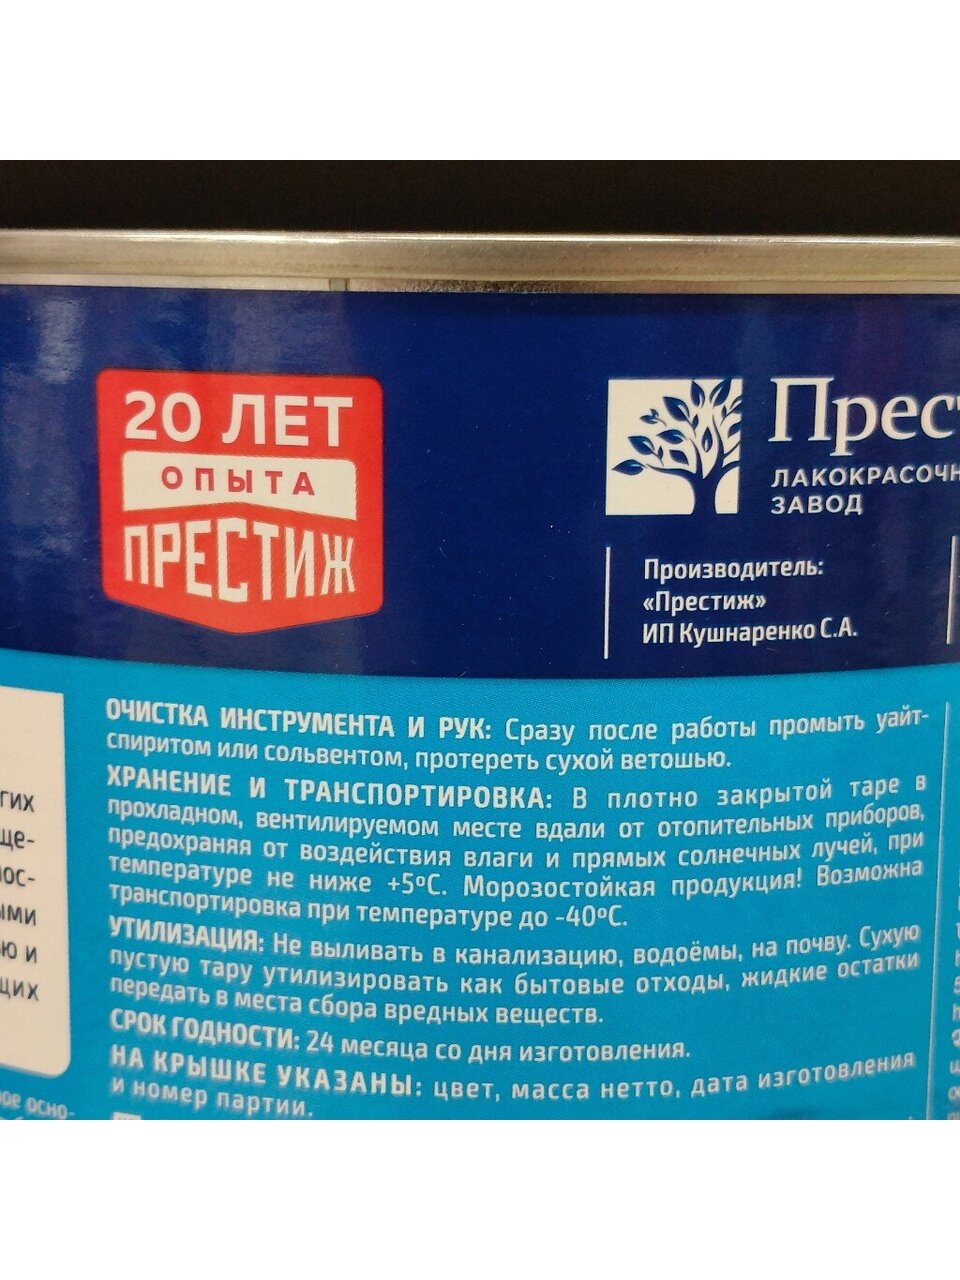 20 ЛЕТ
ОПЫТА
ПРЕСТИЖ
ЗАВОД
Производитель:
«Престиж»
ИП Кушнаренко С.А.
ОЧИСТКА ИНСТРУМЕНТА И РУК: Сразу после работы промыть уайт-
спиритом или сольвентом, протереть сухой ветошью.
ХРАНЕНИЕ И ТРАНСПОРТИРОВКА: В плотно закрытой таре в
прохладном, вентилируемом месте вдали от отопительных приборов,
предохраняя от воздействия влаги и прямых солнечных лучей, при
температуре не ниже +5ºС. Морозостойкая продукция! Возможна
транспортировка при температуре до -40ºС.
УТИЛИЗАЦИЯ: Не выливать в канализацию, водоёмы, на почву. Сухую
пустую тару утилизировать как бытовые отходы, жидкие остатки
передать в места сбора вредных веществ.
СРОК ГОДНОСТИ: 24 месяца со дня изготовления.
НА КРЫШКЕ УКАЗАНЫ: цвет, масса нетто, дата изготовления
и номер партии.